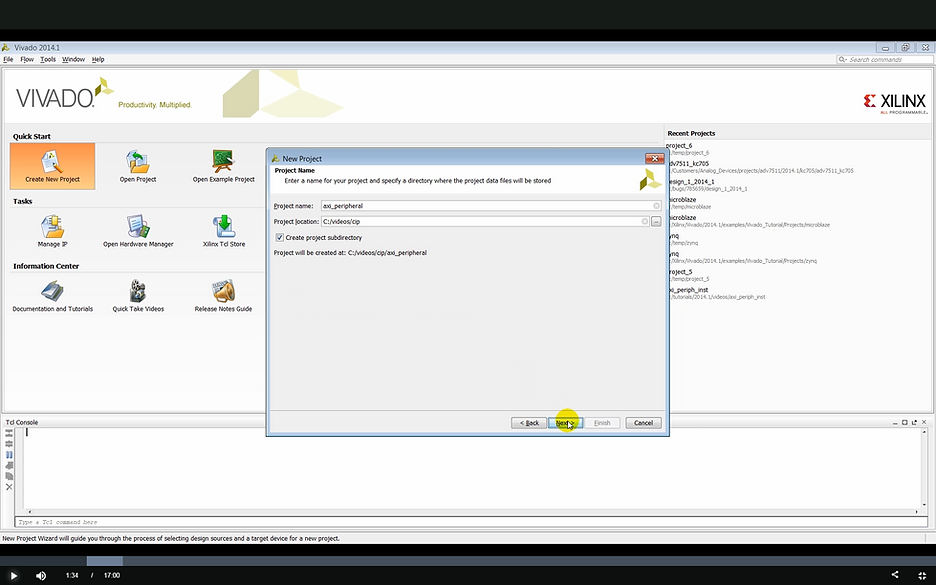 Vivado 2014.1
File Flow Tools Window Help
Search commands
VIVADO. Productivity. Multiplied.
XILINX
ALL PROGRAMMABLE.
Quick Start
Create New Project
Open Project
Open Example Project
Tasks
Manage IP
Open Hardware Manager
Xilinx Tcl Store
Information Center
Documentation and Tutorials
Quick Take Videos
Release Notes Guide
New Project
Project Name
Enter a name for your project and specify a directory where the project data files will be stored
Project name: axi_peripheral
Project location: C:/videos/cip
Create project subdirectory
Project will be created at: C:/videos/cip/axi_peripheral
< Back
Next >
Finish
Cancel
Recent Projects
project_6
/temp/project_6
adv7511_kc705
/Customers/Analog_Devices/projects/adv7511/2014.1/kc705/adv7511_kc705
esign_1_2014_1
/bugs/785639/design_1_2014_1
microblaze
/temp/microblaze
microblaze
/Xilinx/Vivado/2014.1/examples/Vivado_Tutorial/Projects/microblaze
ynq
/temp/zynq
ynq
/Xilinx/Vivado/2014.1/examples/Vivado_Tutorial/Projects/zynq
roject_5
/temp/project_5
xi_periph_inst
/tutorials/2014.1/videos/axi_periph_inst
Tcl Console
Type a Tcl command here
New Project Wizard will guide you through the process of selecting design sources and a target device for a new project.
1:34 / 17:00